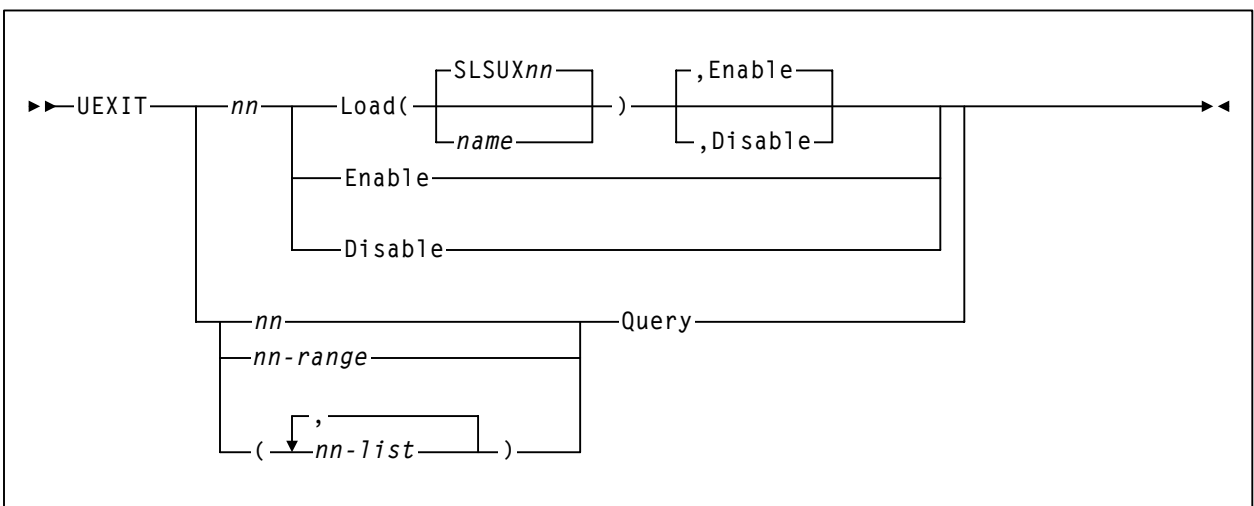 SLSUXnn ,Enable
UEXIT nn Load( )
name ,Disable
Enable
Disable
nn Query
nn-range
,
( nn-list )